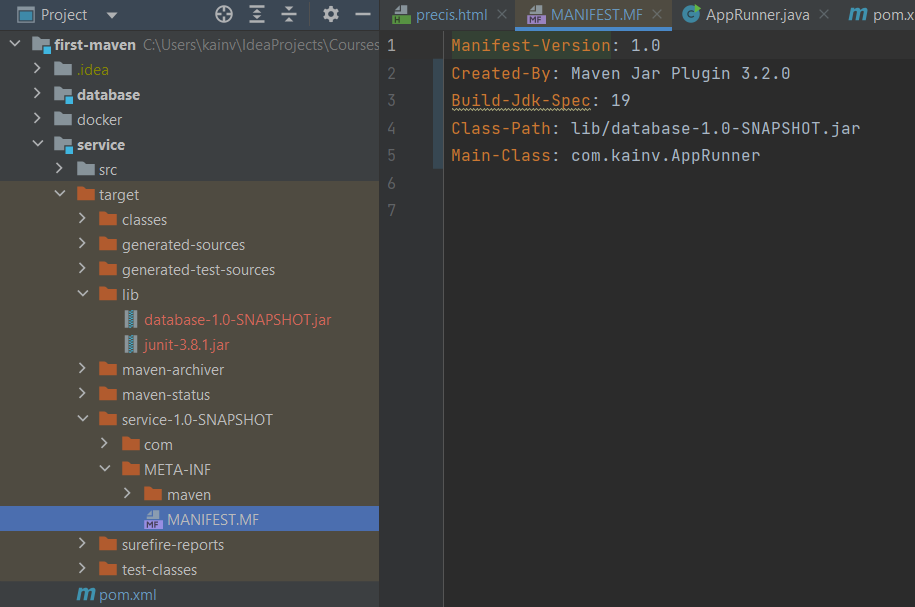 Project
precis.html
MANIFEST.MF
AppRunner.java
pom.x
first-maven C:\Users\kainv\IdeaProjects\Courses
.idea
database
docker
service
src
target
classes
generated-sources
generated-test-sources
lib
database-1.0-SNAPSHOT.jar
junit-3.8.1.jar
maven-archiver
maven-status
service-1.0-SNAPSHOT
com
META-INF
maven
MF MANIFEST.MF
surefire-reports
test-classes
pom.xml
1 Manifest-Version: 1.0
2 Created-By: Maven Jar Plugin 3.2.0
3 Build-Jdk-Spec: 19
4 Class-Path: lib/database-1.0-SNAPSHOT.jar
5 Main-Class: com.kainv.AppRunner
6
7